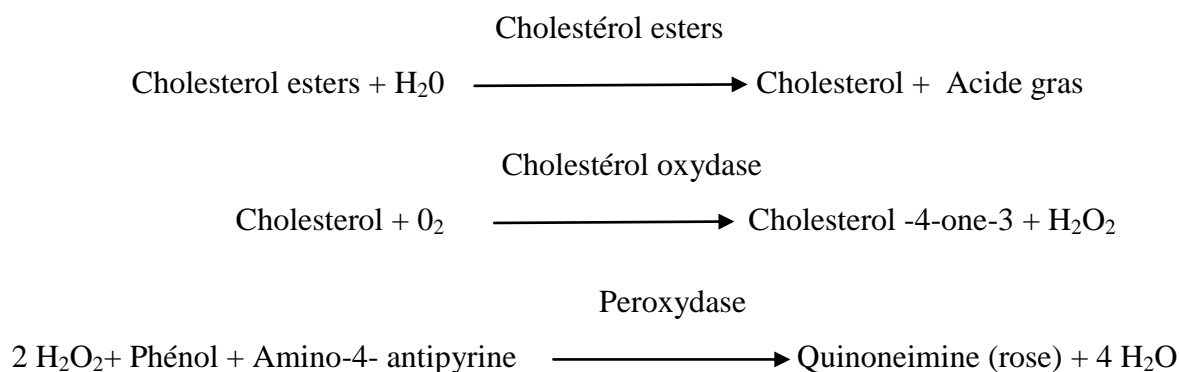 Cholestérol esters
Cholesterol esters + H₂0 ⟶ Cholesterol + Acide gras
Cholestérol oxydase
Cholesterol + 0₂ ⟶ Cholesterol -4-one-3 + H₂O₂
Peroxydase
2 H₂O₂+ Phénol + Amino-4- antipyrine ⟶ Quinoneimine (rose) + 4 H₂O